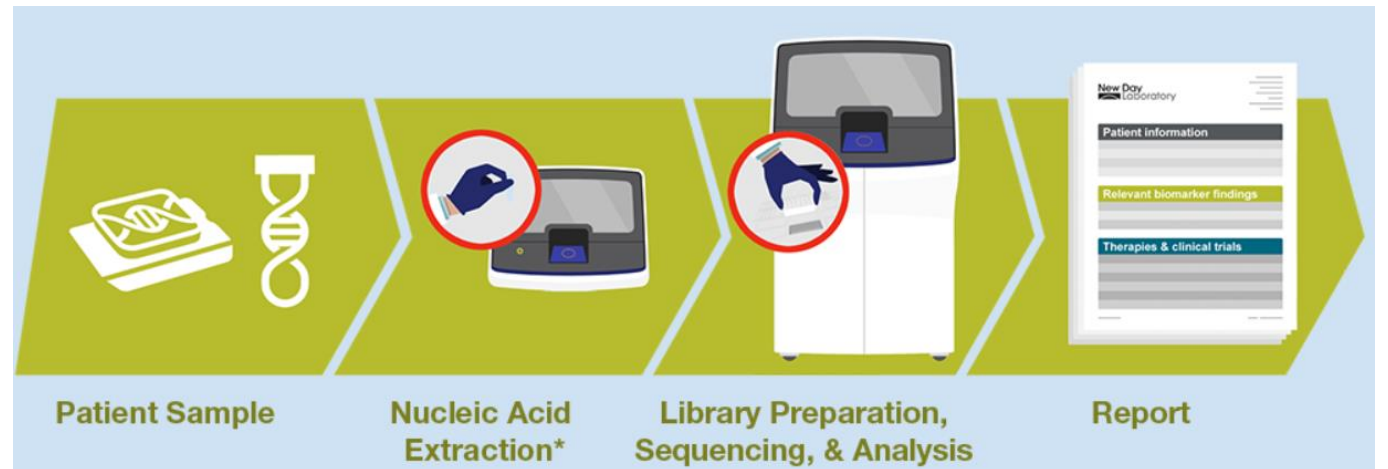 New Day
Laboratory
Patient information
Relevant biomarker findings
Therapies & clinical trials
Patient Sample
Nucleic Acid
Extraction*
Library Preparation,
Sequencing, & Analysis
Report